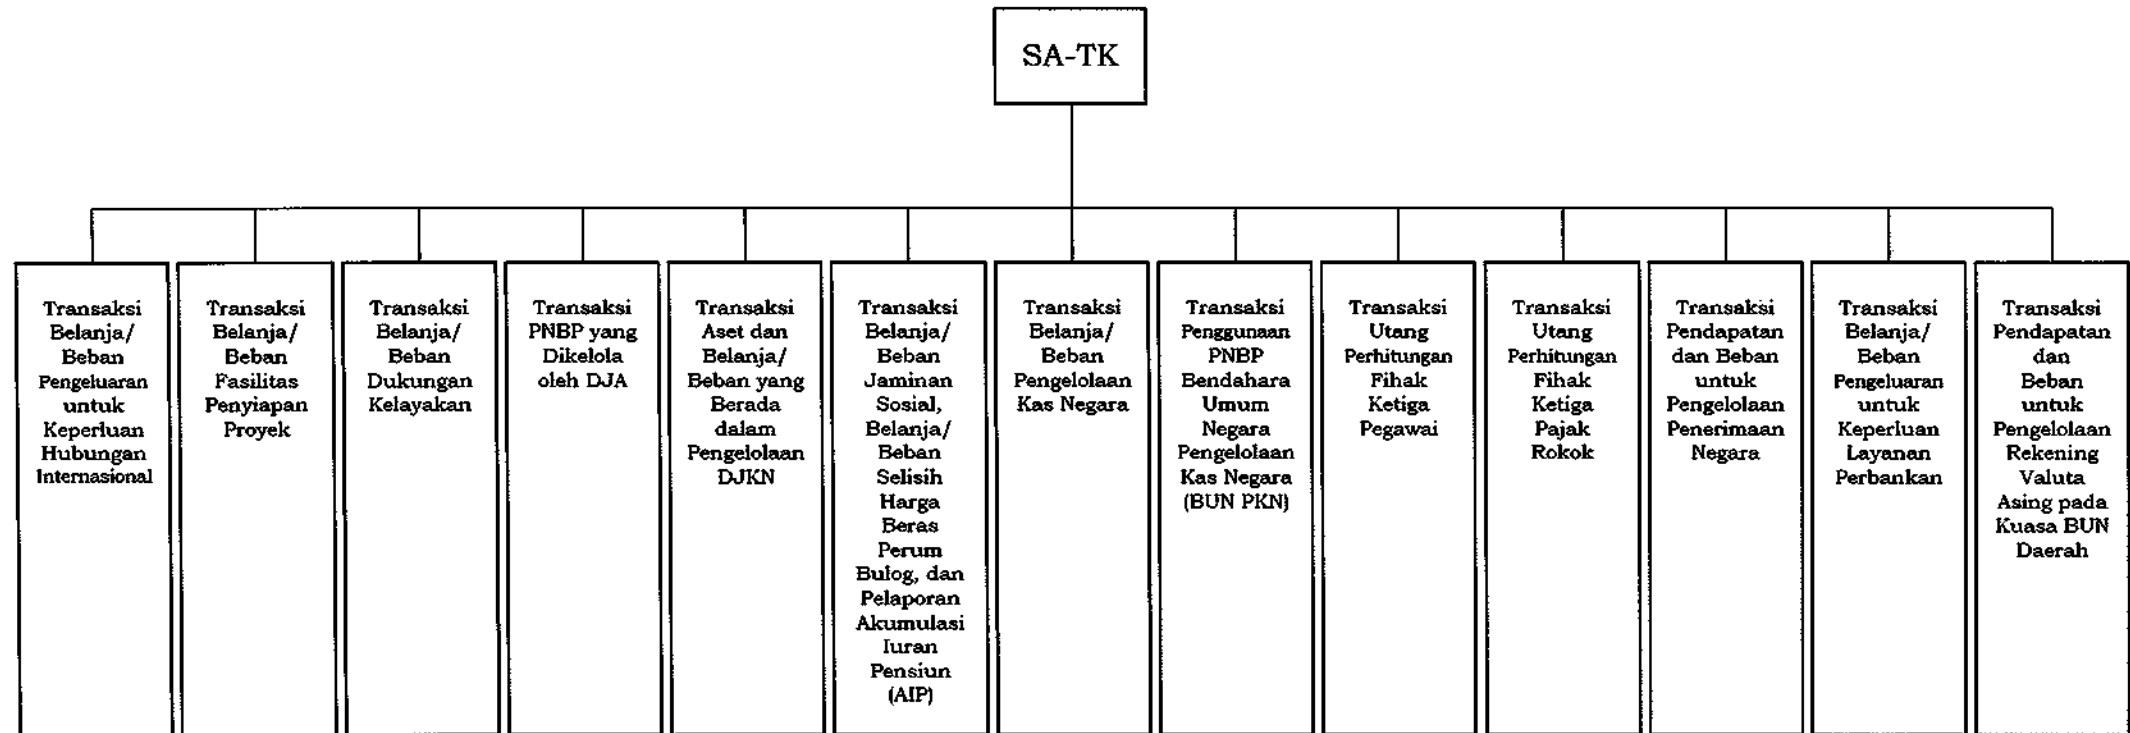 SA-TK
Transaksi
Belanja/
Beban
Pengeluaran
untuk
Keperluan
Hubungan
Internasional
Transaksi
Belanja/
Beban
Fasilitas
Penyiapan
Proyek
Transaksi
Belanja/
Beban
Dukungan
Kelayakan
Transaksi
PNBP yang
Dikelola
oleh DJA
Transaksi
Aset dan
Belanja/
Beban yang
Berada
dalam
Pengelolaan
DJKN
Transaksi
Belanja/
Beban
Jaminan
Sosial,
Belanja/
Beban
Selisih
Harga
Beras
Perum
Bulog, dan
Pelaporan
Akumulasi
Iuran
Pensiun
(AIP)
Transaksi
Belanja/
Beban
Pengelolaan
Kas Negara
Transaksi
Penggunaan
PNBP
Bendahara
Umum
Negara
Pengelolaan
Kas Negara
(BUN PKN)
Transaksi
Utang
Perhitungan
Fihak
Ketiga
Pegawai
Transaksi
Utang
Perhitungan
Fihak
Ketiga
Pajak
Rokok
Transaksi
Pendapatan
dan Beban
untuk
Pengelolaan
Penerimaan
Negara
Transaksi
Belanja/
Beban
Pengeluaran
untuk
Keperluan
Layanan
Perbankan
Transaksi
Pendapatan
dan
Beban
untuk
Pengelolaan
Rekening
Valuta
Asing pada
Kuasa BUN
Daerah